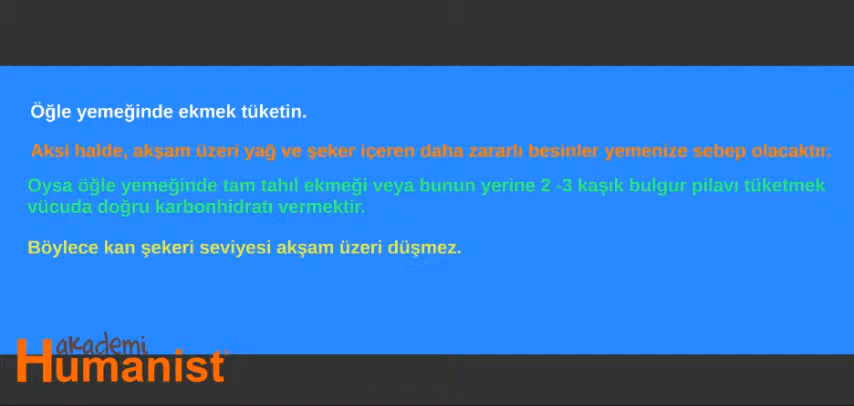 Öğle yemeğinde ekmek tüketin.
Aksi halde, akşam üzeri yağ ve şeker içeren daha zararlı besinler yemenize sebep olacaktır.
Oysa öğle yemeğinde tam tahıl ekmeği veya bunun yerine 2 -3 kaşık bulgur pilavı tüketmek
vücuda doğru karbonhidratı vermektir.
Böylece kan şekeri seviyesi akşam üzeri düşmez.
akademi
Humanist